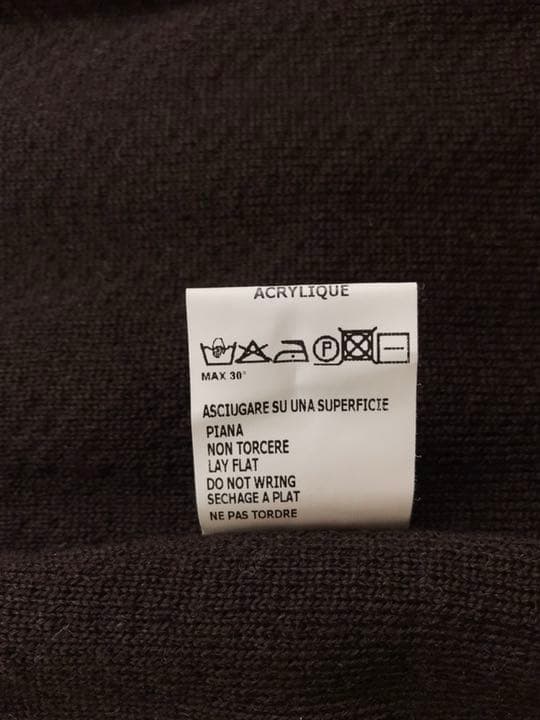 ACRYLIQUE
P
MAX 30°
ASCIUGARE SU UNA SUPERFICIE
PIANA
NON TORCERE
LAY FLAT
DO NOT WRING
SECHAGE A PLAT
NE PAS TORDRE